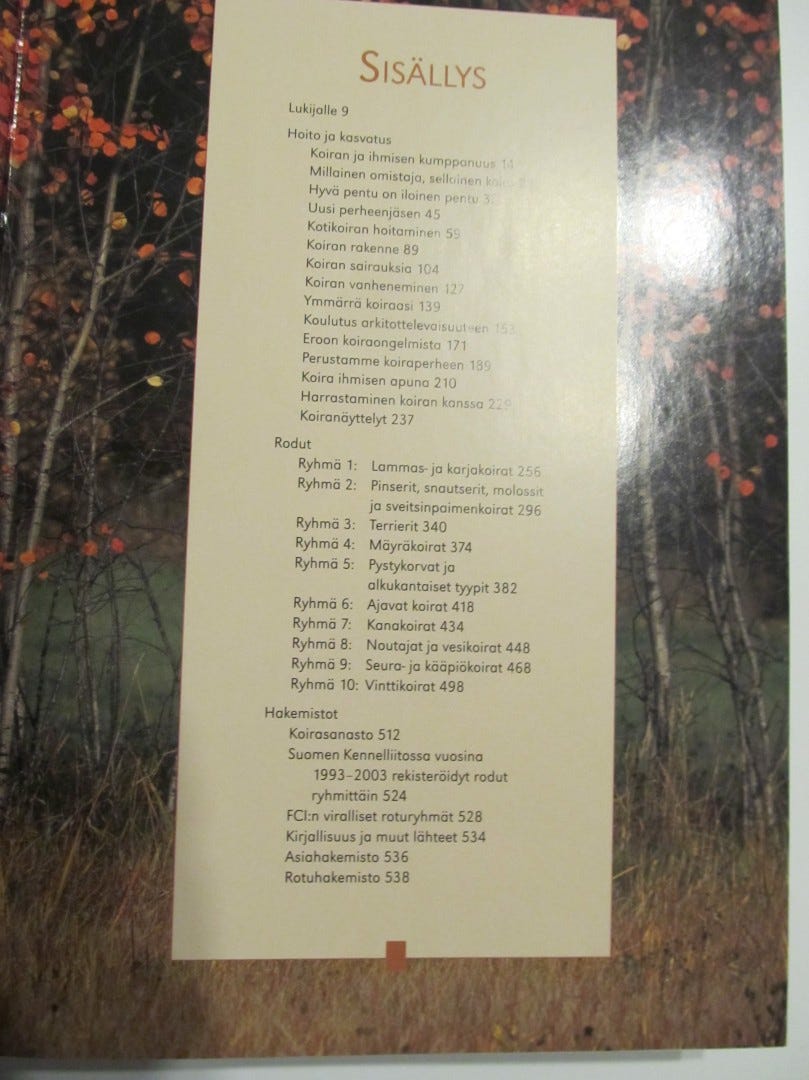 SISÄLLYS
Lukijalle 9
Hoito ja kasvatus
Koiran ja ihmisen kumppanuus 14
Millainen omistaja, sellainen
Hyvä pentu on iloinen pentu
Uusi perheenjäsen 45
Kotikoiran hoitaminen 59
Koiran rakenne 89
Koiran sairauksia 104
Koiran vanheneminen 127
Ymmärrä koiraasi 139
Koulutus arkitottelevaisuuteen 153
Eroon koiraongelmista 171
Perustamme koiraperheen 189
Koira ihmisen apuna 210
Harrastaminen koiran kanssa 229
Koiranäyttelyt 237
Rodut
Ryhmä 1: Lammas- ja karjakoirat 256
Ryhmä 2: Pinserit, snautserit, molossit
ja sveitsinpaimenkoirat 296
Ryhmä 3: Terrierit 340
Ryhmä 4: Mäyräkoirat 374
Ryhmä 5: Pystykorvat ja
alkukantaiset tyypit 382
Ryhmä 6: Ajavat koirat 418
Ryhmä 7: Kanakoirat 434
Ryhmä 8: Noutajat ja vesikoirat 448
Ryhmä 9: Seura- ja kääpiökoirat 468
Ryhmä 10: Vinttikoirat 498
Hakemistot
Koirasanasto 512
Suomen Kennelliitossa vuosina
1993–2003 rekisteröidyt rodut
ryhmittäin 524
FCI:n viralliset roturyhmät 528
Kirjallisuus ja muut lähteet 534
Asiahakemisto 536
Rotuhakemisto 538